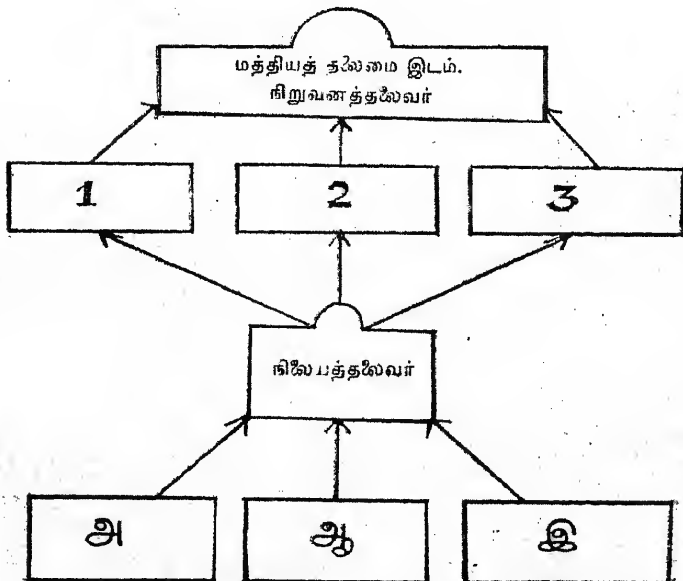 மத்தியத் தலைமை இடம்.
நிறுவனத்தலைவர்
1 2 3
நிலையத்தலைவர்
அ ஆ இ